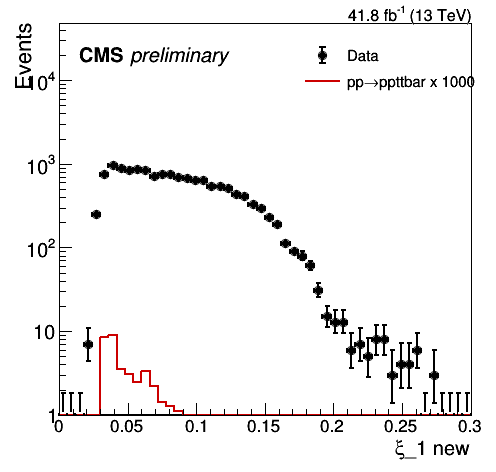 41.8 fb⁻¹ (13 TeV)
Events
CMS preliminary
Data
pp→ppttbar x 1000
10⁴
10³
10²
10
1
0 0.05 0.1 0.15 0.2 0.25 0.3
ξ_1 new